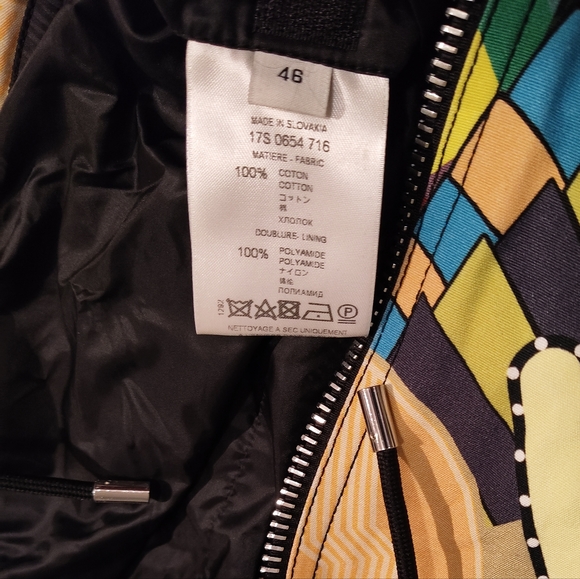 46
MADE IN SLOVAKIA
17S 0654 716
MATIERE - FABRIC
100% COTON
COTTON
コットン
棉
ХЛОПОК
DOUBLURE- LINING
100% POLYAMIDE
POLYAMIDE
ナイロン
锦纶
ПОЛИАМИД
1292
P
NETTOYAGE A SEC UNIQUEMENT